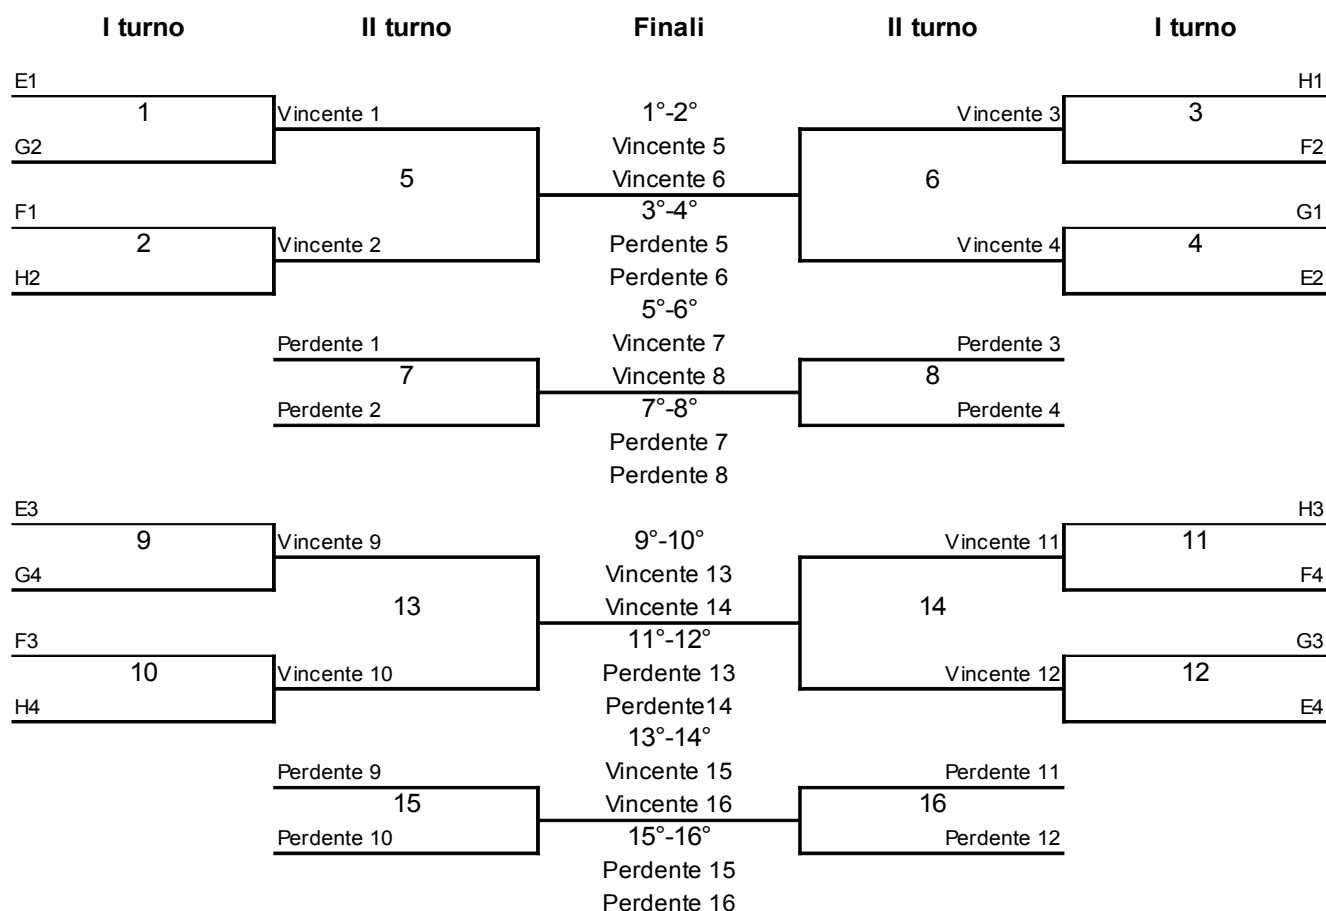 I turno II turno Finali II turno I turno
E1 H1
1 Vincente 1 1°-2° Vincente 3 3
G2 Vincente 5 F2
5 Vincente 6 6
F1 3°-4° G1
2 Vincente 2 Perdente 5 Vincente 4 4
H2 Perdente 6 E2
5°-6°
Perdente 1 Vincente 7 Perdente 3
7 Vincente 8 8
Perdente 2 7°-8° Perdente 4
Perdente 7
Perdente 8
E3 H3
9 Vincente 9 9°-10° Vincente 11 11
G4 Vincente 13 F4
13 Vincente 14 14
F3 11°-12° G3
10 Vincente 10 Perdente 13 Vincente 12 12
H4 Perdente14 E4
13°-14°
Perdente 9 Vincente 15 Perdente 11
15 Vincente 16 16
Perdente 10 15°-16° Perdente 12
Perdente 15
Perdente 16